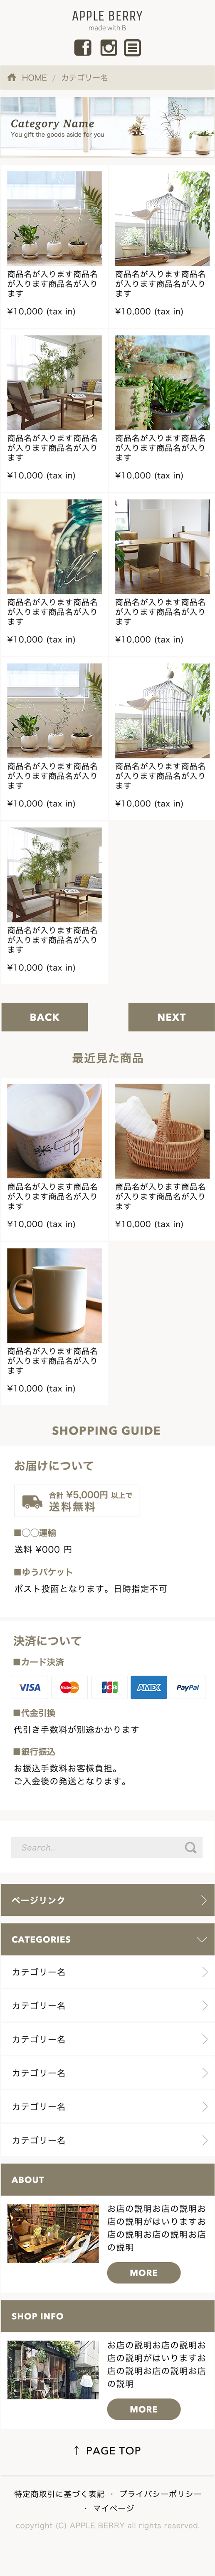 APPLE BERRY
made with B.
HOME / カテゴリー名
Category Name
You gift the goods aside for you
商品名が入ります商品名
が入ります商品名が入り
ます
¥10,000 (tax in)
商品名が入ります商品名
が入ります商品名が入り
ます
¥10,000 (tax in)
商品名が入ります商品名
が入ります商品名が入り
ます
¥10,000 (tax in)
商品名が入ります商品名
が入ります商品名が入り
ます
¥10,000 (tax in)
商品名が入ります商品名
が入ります商品名が入り
ます
¥10,000 (tax in)
商品名が入ります商品名
が入ります商品名が入り
ます
¥10,000 (tax in)
商品名が入ります商品名
が入ります商品名が入り
ます
¥10,000 (tax in)
商品名が入ります商品名
が入ります商品名が入り
ます
¥10,000 (tax in)
商品名が入ります商品名
が入ります商品名が入り
ます
¥10,000 (tax in)
BACK
NEXT
最近見た商品
商品名が入ります商品名
が入ります商品名が入り
ます
¥10,000 (tax in)
商品名が入ります商品名
が入ります商品名が入り
ます
¥10,000 (tax in)
商品名が入ります商品名
が入ります商品名が入り
ます
¥10,000 (tax in)
SHOPPING GUIDE
お届けについて
合計 ¥5,000円 以上で
送料無料
■◯◯運輸
送料 ¥000 円
■ゆうパケット
ポスト投函となります。日時指定不可
決済について
■カード決済
VISA MasterCard JCB AMEX PayPal
■代金引換
代引き手数料が別途かかります
■銀行振込
お振込手数料お客様負担。
ご入金後の発送となります。
Search..
ページリンク
CATEGORIES
カテゴリー名
カテゴリー名
カテゴリー名
カテゴリー名
カテゴリー名
カテゴリー名
ABOUT
お店の説明お店の説明お
店の説明がはいりますお
店の説明お店の説明お店
の説明
MORE
SHOP INFO
お店の説明お店の説明お
店の説明がはいりますお
店の説明お店の説明お店
の説明
MORE
↑ PAGE TOP
特定商取引に基づく表記 ・ プライバシーポリシー
・ マイページ
copyright (C) APPLE BERRY all rights reserved.